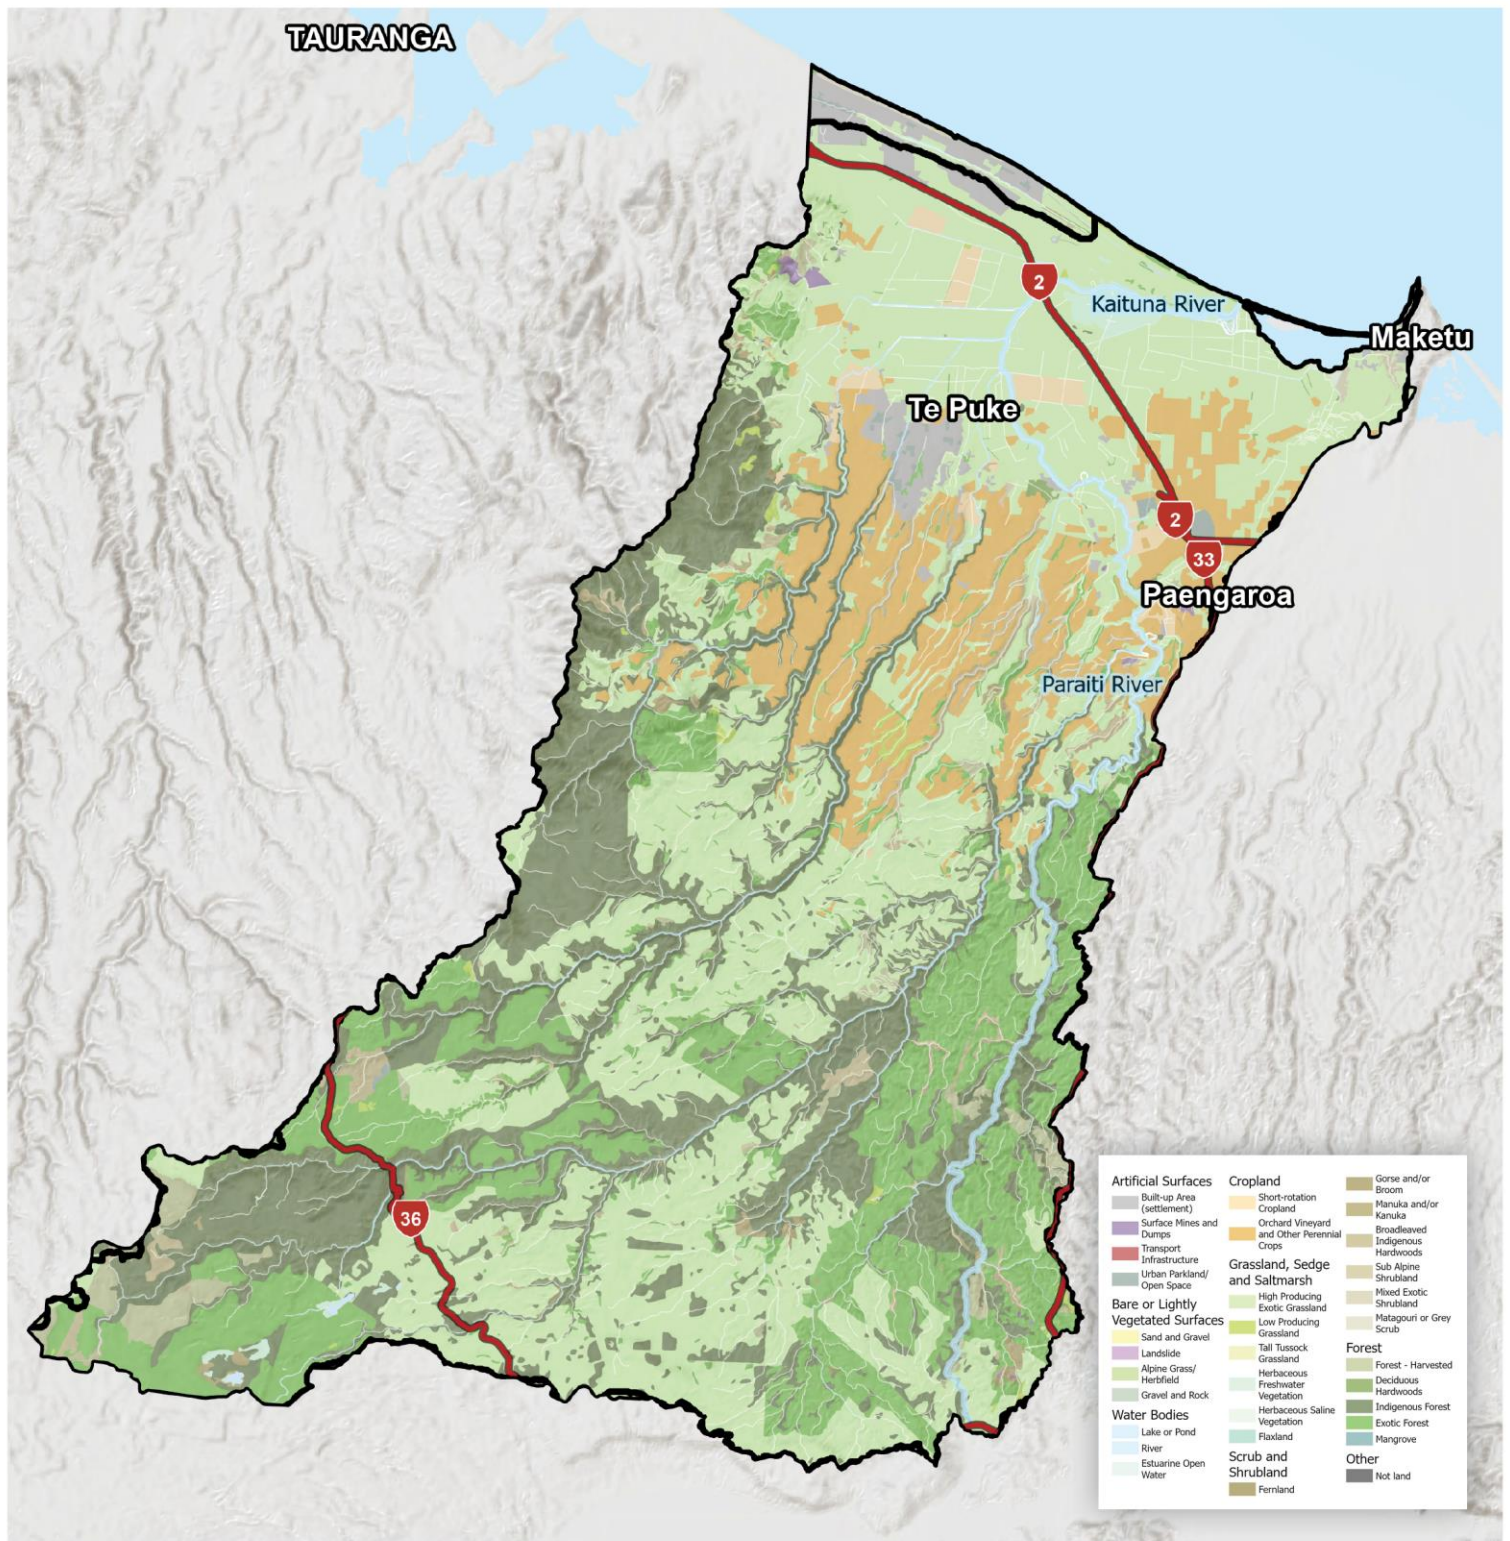 TAURANGA
2
Kaituna River
Maketu
Te Puke
2
33
Paengaroa
Paraiti River
36
Artificial Surfaces
Built-up Area
(settlement)
Surface Mines and
Dumps
Transport
Infrastructure
Urban Parkland/
Open Space
Bare or Lightly
Vegetated Surfaces
Sand and Gravel
Landslide
Alpine Grass/
Herbfield
Gravel and Rock
Water Bodies
Lake or Pond
River
Estuarine Open
Water
Cropland
Short-rotation
Cropland
Orchard Vineyard
and Other Perennial
Crops
Grassland, Sedge
and Saltmarsh
High Producing
Exotic Grassland
Low Producing
Grassland
Tall Tussock
Grassland
Herbaceous
Freshwater
Vegetation
Herbaceous Saline
Vegetation
Flaxland
Scrub and
Shrubland
Fernland
Gorse and/or
Broom
Manuka and/or
Kanuka
Broadleaved
Indigenous
Hardwoods
Sub Alpine
Shrubland
Mixed Exotic
Shrubland
Matagouri or Grey
Scrub
Forest
Forest - Harvested
Deciduous
Hardwoods
Indigenous Forest
Exotic Forest
Mangrove
Other
Not land